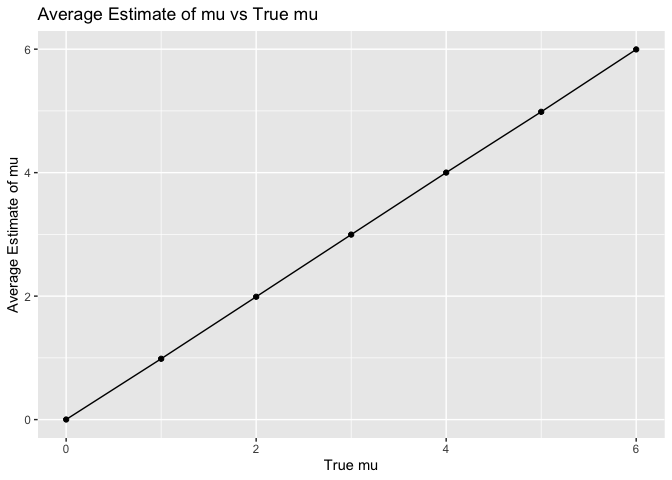 Average Estimate of mu vs True mu
6
4
2
0
Average Estimate of mu
0 2 4 6
True mu